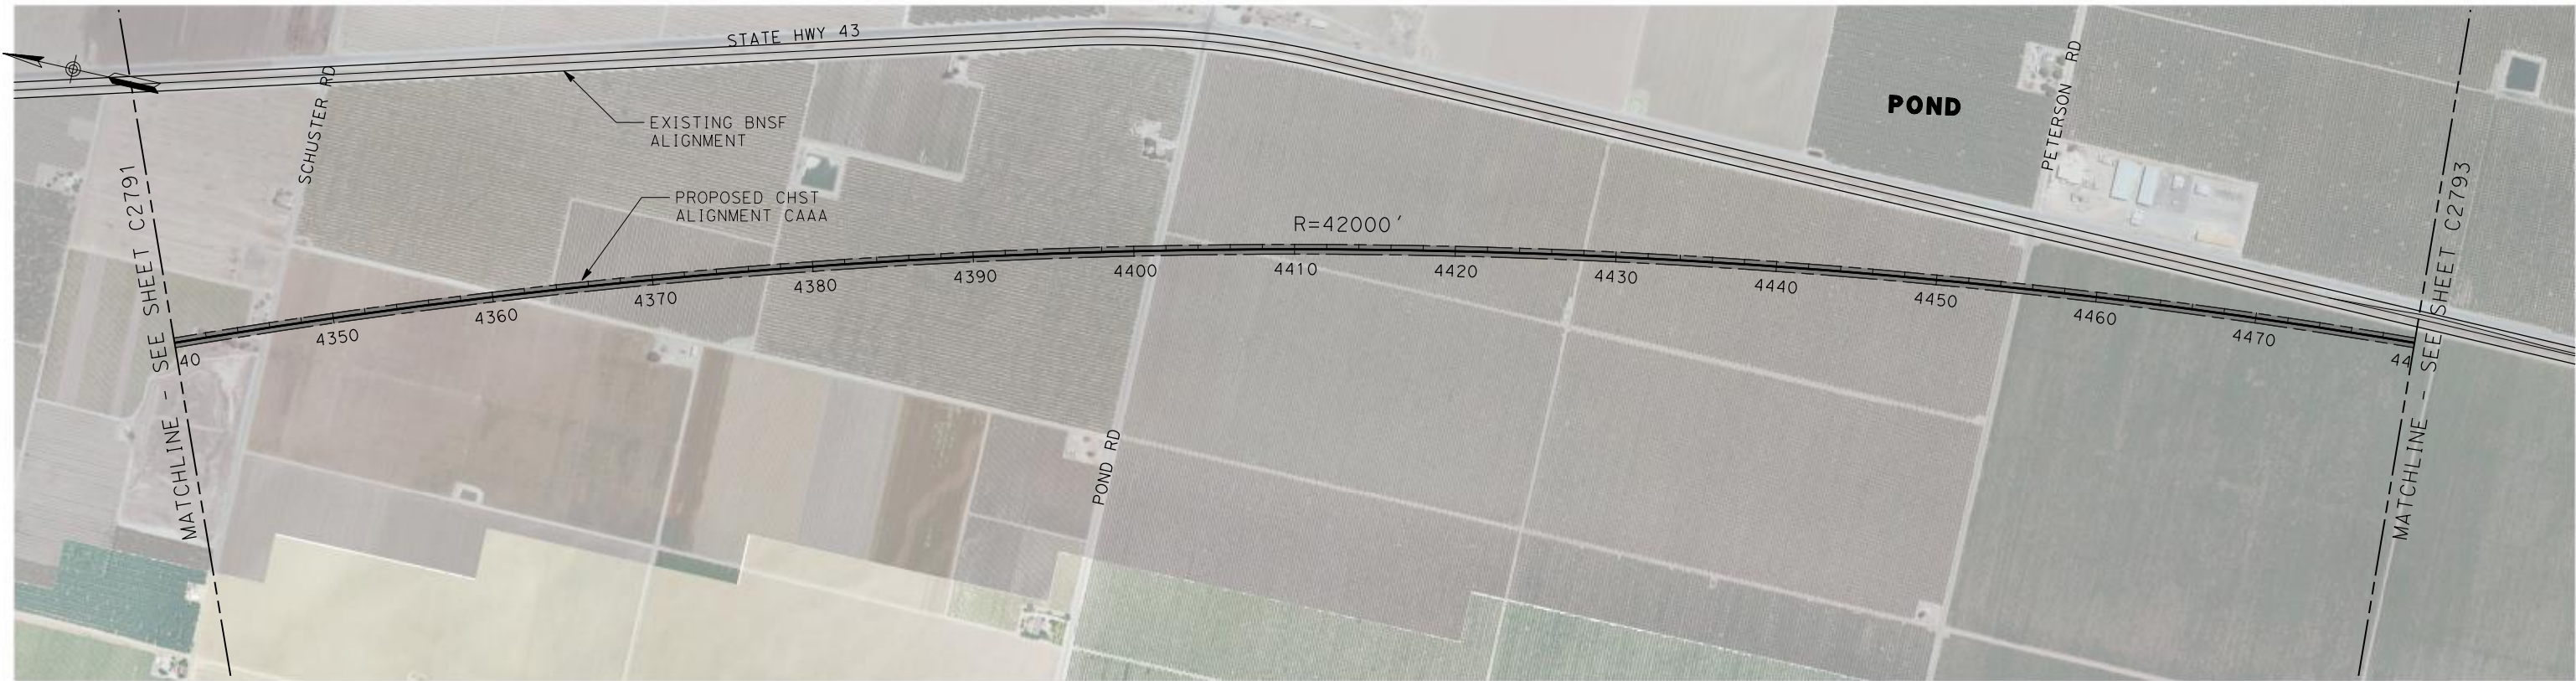 STATE HWY 43
SCHUSTER RD
EXISTING BNSF
ALIGNMENT
POND
PETERSON RD
PROPOSED CHST
ALIGNMENT CAAA
R=42000'
MATCHLINE - SEE SHEET C2791
40
4350
4360
4370
4380
4390
4400
4410
4420
4430
4440
4450
4460
4470
44
MATCHLINE - SEE SHEET C2793
POND RD